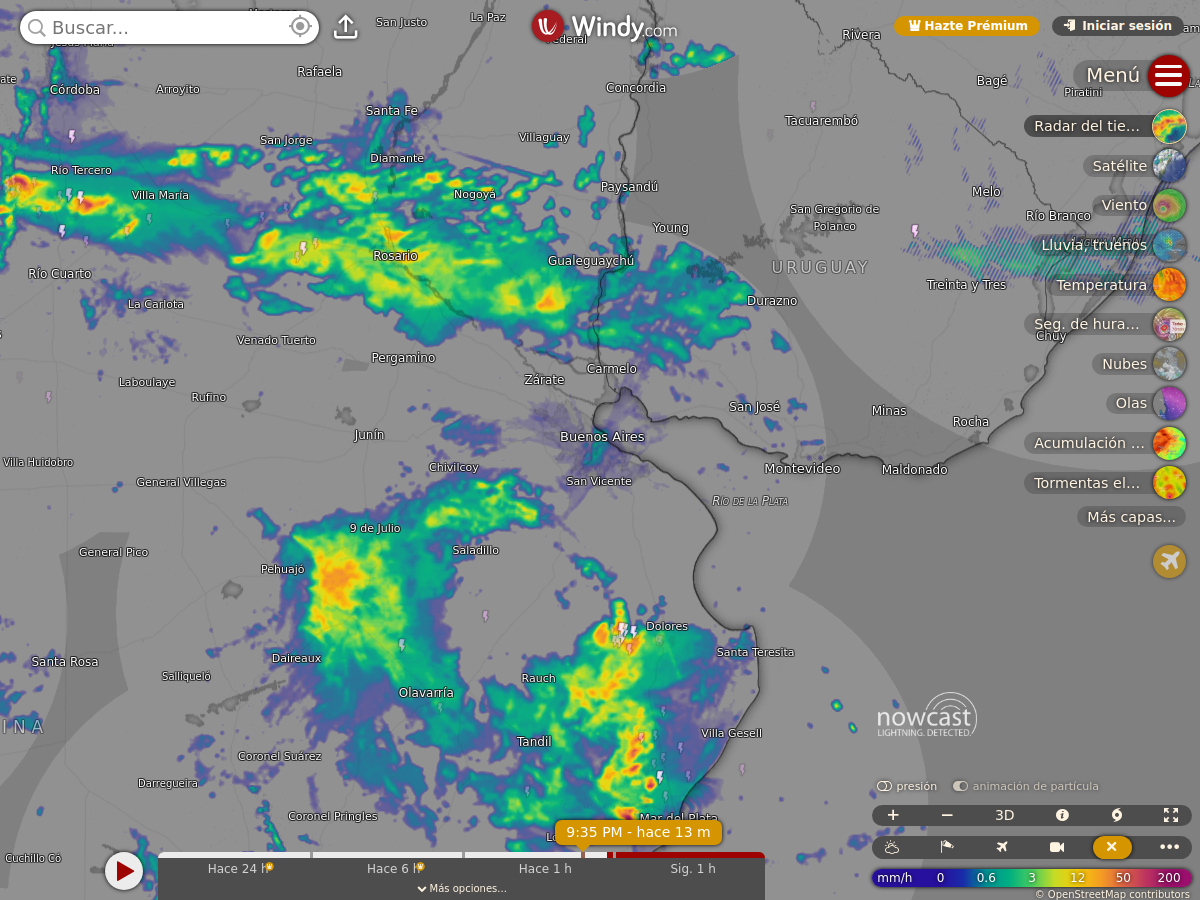 Buscar...
San Justo
La Paz
Windy.com
Federal
Rivera
Hazte Prémium
Iniciar sesión
Jesús María
Rafaela
Córdoba
Arroyito
Concordia
Bagé
Menú
Piratini
Santa Fe
Tacuarembó
Radar del tie...
San Jorge
Villaguay
Diamante
Río Tercero
Satélite
Villa María
Nogoyá
Paysandú
Melo
Viento
San Gregorio de
Polanco
Río Branco
Young
Rosario
Gualeguaychú
Lluvia, truenos
URUGUAY
Río Cuarto
Treinta y Tres
Temperatura
La Carlota
Durazno
Seg. de hura...
Chuy
Venado Tuerto
Pergamino
Carmelo
Nubes
Zárate
Laboulaye
Rufino
San José
Minas
Olas
Rocha
Junín
Buenos Aires
Acumulación ...
Villa Huidobro
Chivilcoy
Montevideo
Maldonado
General Villegas
San Vicente
Tormentas el...
Río de la Plata
Más capas...
9 de Julio
General Pico
Saladillo
Pehuajó
Dolores
Santa Rosa
Daireaux
Santa Teresita
Salliqueló
Rauch
Olavarría
INA
nowcast
LIGHTNING. DETECTED.
Tandil
Villa Gesell
Coronel Suárez
Darregueira
presión
animación de partícula
Coronel Pringles
Mar del Plata
+
−
3D
9:35 PM - hace 13 m
Cuchillo Có
Hace 24 h
Hace 6 h
Hace 1 h
Sig. 1 h
Más opciones...
mm/h 0 0.6 3 12 50 200
© OpenStreetMap contributors